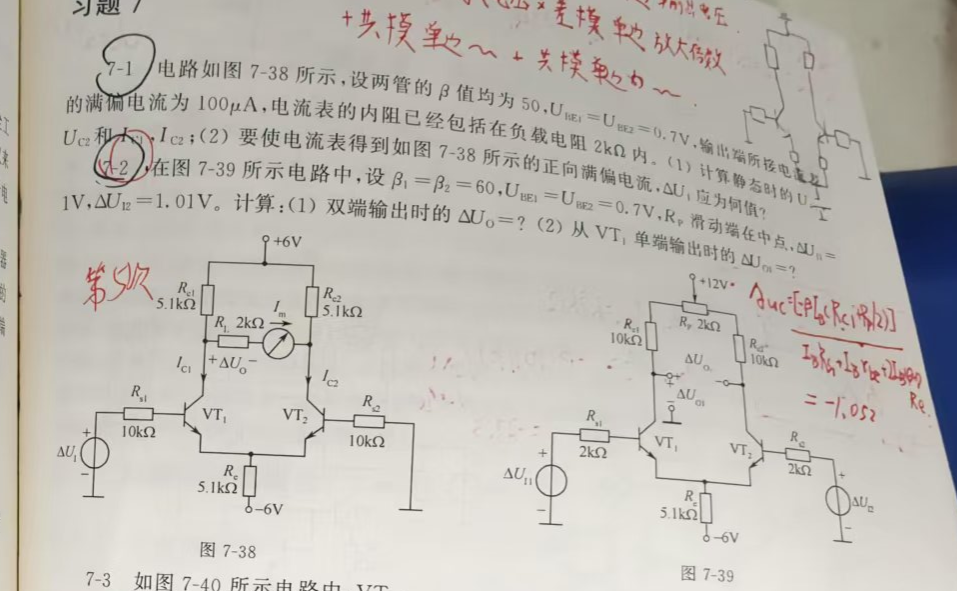 习题 7
+共模单边 + 共模单边
差模单边放大倍数
7-1 电路如图 7-38 所示，设两管的 β 值均为 50，U_BE1＝U_BE2＝0.7V，输出端所接电流表
的满偏电流为 100μA，电流表的内阻已经包括在负载电阻 2kΩ 内。(1) 计算静态时的 U
U_C2 和 I_C1、I_C2；(2) 要使电流表得到如图 7-38 所示的正向满偏电流，ΔU_I 应为何值？
7-2 在图 7-39 所示电路中，设 β₁＝β₂＝60，U_BE1＝U_BE2＝0.7V，R_P 滑动端在中点，ΔU_I1＝
1V，ΔU_I2＝1.01V。计算：(1) 双端输出时的 ΔU_O＝？(2) 从 VT₁ 单端输出时的 ΔU_O1＝？
第5次
+6V
R_c1
5.1kΩ
R_c2
5.1kΩ
R_L 2kΩ
I_m
+ΔU_O−
I_C1
I_C2
R_s1
10kΩ
VT₁
VT₂
R_s2
10kΩ
+
ΔU_I
−
R_e
5.1kΩ
−6V
图 7-38
+12V
R_P 2kΩ
R_c1
10kΩ
R_c2
10kΩ
ΔU_O
+
ΔU_O1
−
R_s1
2kΩ
VT₁
VT₂
R_s2
2kΩ
+
ΔU_I1
−
+
ΔU_I2
−
R_e
5.1kΩ
−6V
图 7-39
= -1.052
7-3 如图 7-40 所示电路中，VT